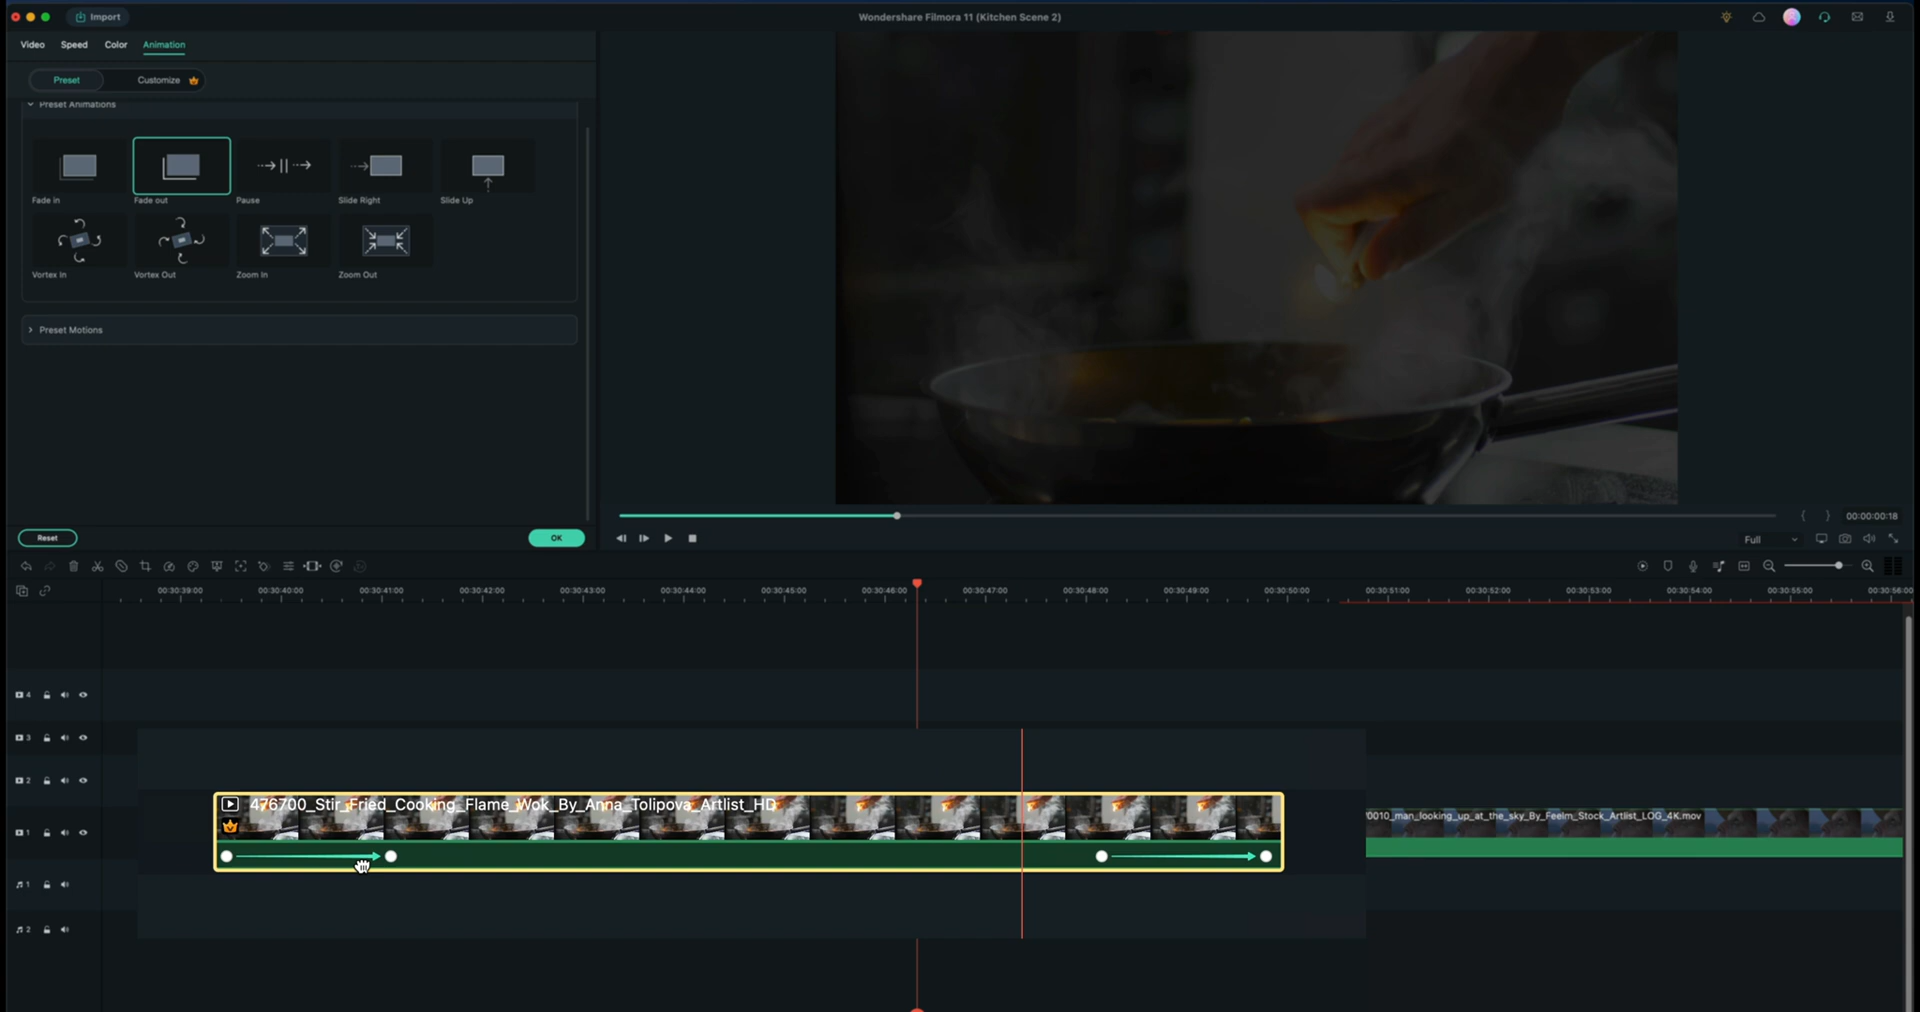 Import
Wondershare Filmora 11 (Kitchen Scene 2)
Video Speed Color Animation
Preset Customize
Preset Animations
Fade in Fade out Pause Slide Right Slide Up
Vortex In Vortex Out Zoom In Zoom Out
Preset Motions
Reset OK
{ } 00:00:00:18
Full
00:30:39:00 00:30:40:00 00:30:41:00 00:30:42:00 00:30:43:00 00:30:44:00 00:30:45:00 00:30:46:00 00:30:47:00 00:30:48:00 00:30:49:00 00:30:50:00 00:30:51:00 00:30:52:00 00:30:53:00 00:30:54:00 00:30:55:00 00:30:56:00
4
3
2
476700_Stir_Fried_Cooking_Flame_Wok_By_Anna_Tolipova_Artlist_HD
0010_man_looking_up_at_the_sky_By_Feelm_Stock_Artlist_LOG_4K.mov
1
1
2